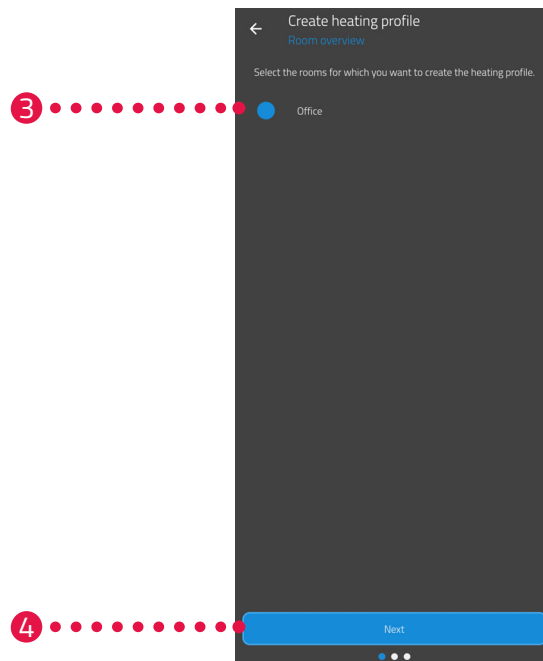 Create heating profile
Room overview
Select the rooms for which you want to create the heating profile.
3
Office
4
Next